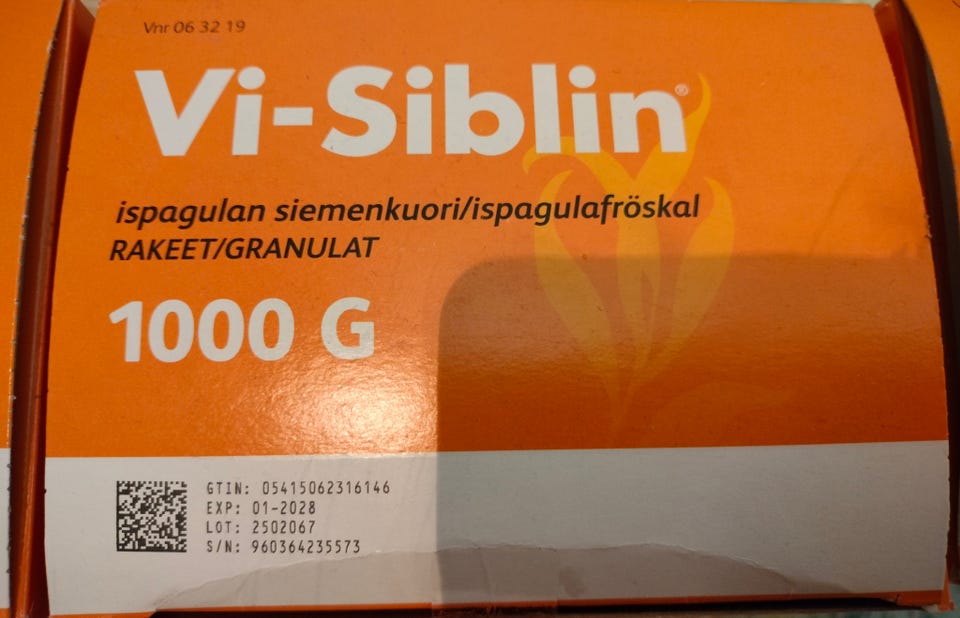 Vnr 06 32 19
Vi-Siblin®
ispagulan siemenkuori/ispagulafröskal
RAKEET/GRANULAT
1000 G
GTIN: 05415062316146
EXP: 01-2028
LOT: 2502067
S/N: 960364235573